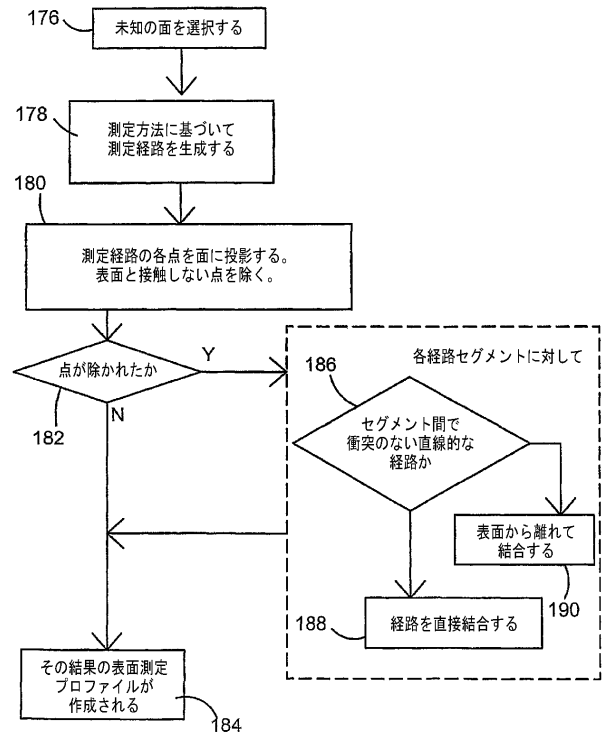 176
未知の面を選択する
178
測定方法に基づいて
測定経路を生成する
180
測定経路の各点を面に投影する。
表面と接触しない点を除く。
点が除かれたか
Y
182
N
各経路セグメントに対して
186
セグメント間で
衝突のない直線的な
経路か
表面から離れて
結合する
190
188
経路を直接結合する
その結果の表面測定
プロファイルが
作成される
184